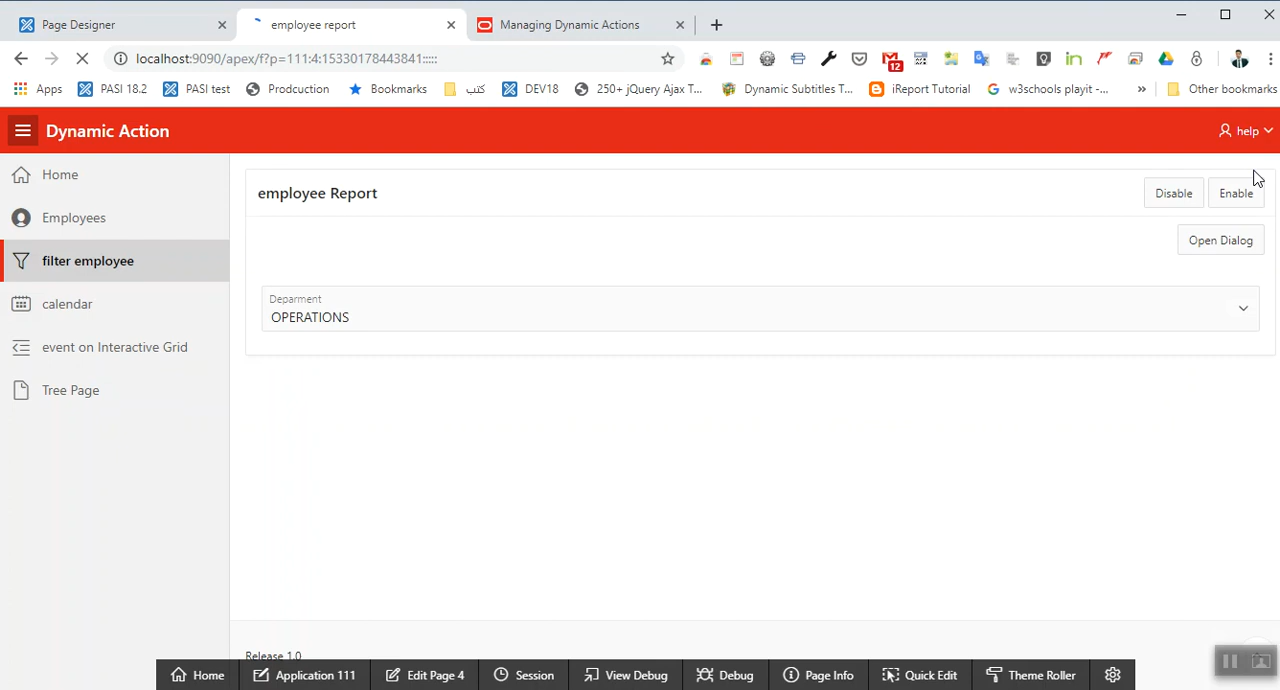 Page Designer
employee report
Managing Dynamic Actions
localhost:9090/apex/f?p=111:4:15330178443841:::::
12
Apps
PASI 18.2
PASI test
Production
Bookmarks
كتب
DEV18
250+ jQuery Ajax T...
Dynamic Subtitles T...
iReport Tutorial
w3schools playit -...
»
Other bookmarks
Dynamic Action
help
Home
Employees
filter employee
calendar
event on Interactive Grid
Tree Page
employee Report
Disable
Enable
Open Dialog
Deparment
OPERATIONS
Release 1.0
Home
Application 111
Edit Page 4
Session
View Debug
Debug
Page Info
Quick Edit
Theme Roller